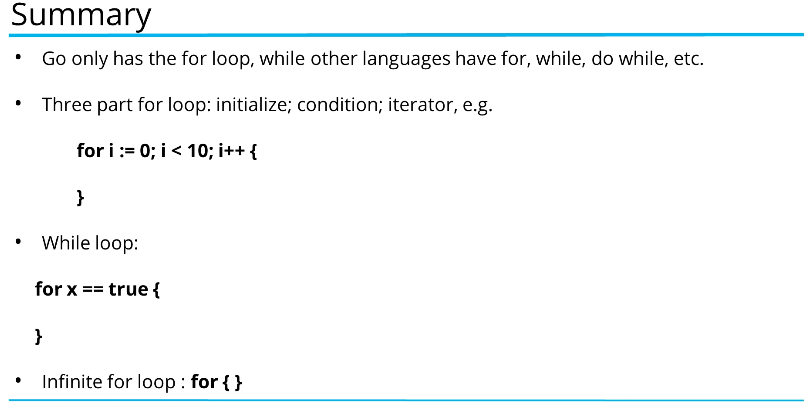 Summary
• Go only has the for loop, while other languages have for, while, do while, etc.
• Three part for loop: initialize; condition; iterator, e.g.
for i := 0; i < 10; i++ {
}
• While loop:
for x == true {
}
• Infinite for loop : for { }